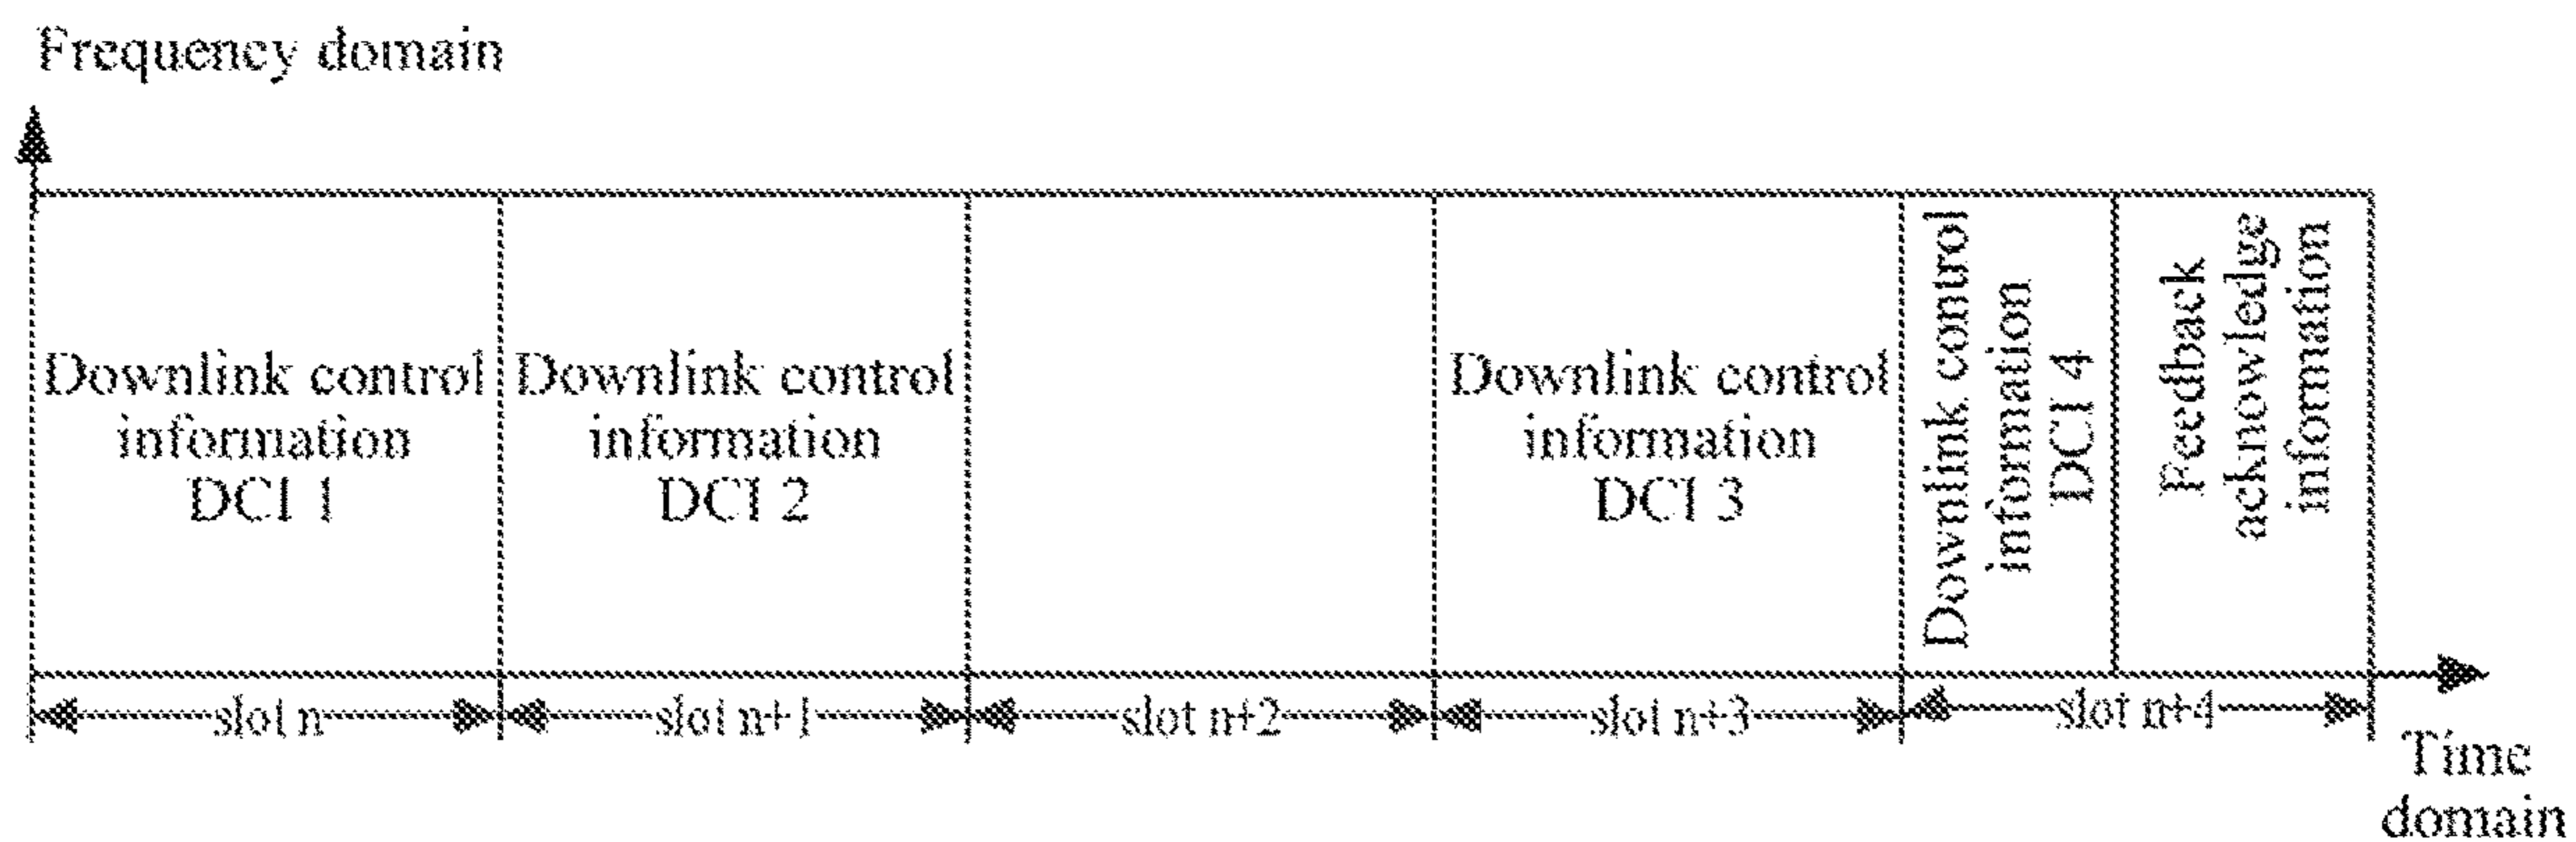 Frequency domain
Downlink control
information
DCI 1
Downlink control
information
DCI 2
Downlink control
information
DCI 3
Downlink control
information
DCI 4
Feedback
acknowledge
information
slot n
slot n+1
slot n+2
slot n+3
slot n+4
Time
domain